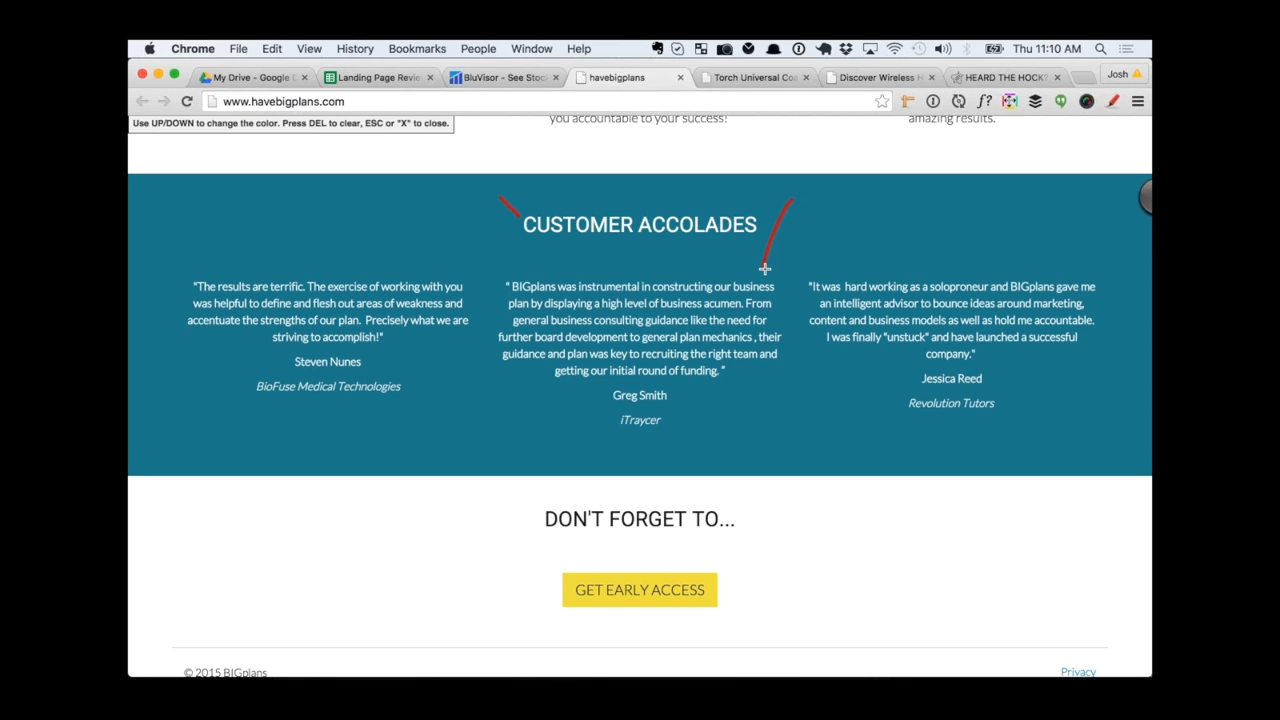 Chrome File Edit View History Bookmarks People Window Help Thu 11:10 AM
My Drive - Google D Landing Page Revie BluVisor - See Stoc havebigplans Torch Universal Co Discover Wireless H HEARD THE HOCK? Josh
www.havebigplans.com f?
Use UP/DOWN to change the color. Press DEL to clear, ESC or "X" to close.
you accountable to your success! amazing results.
CUSTOMER ACCOLADES
"The results are terrific. The exercise of working with you
was helpful to define and flesh out areas of weakness and
accentuate the strengths of our plan. Precisely what we are
striving to accomplish!"
Steven Nunes
BioFuse Medical Technologies
" BIGplans was instrumental in constructing our business
plan by displaying a high level of business acumen. From
general business consulting guidance like the need for
further board development to general plan mechanics , their
guidance and plan was key to recruiting the right team and
getting our initial round of funding. "
Greg Smith
iTraycer
"It was hard working as a solopreneur and BIGplans gave me
an intelligent advisor to bounce ideas around marketing,
content and business models as well as hold me accountable.
I was finally "unstuck" and have launched a successful
company."
Jessica Reed
Revolution Tutors
DON'T FORGET TO...
GET EARLY ACCESS
© 2015 BIGplans Privacy